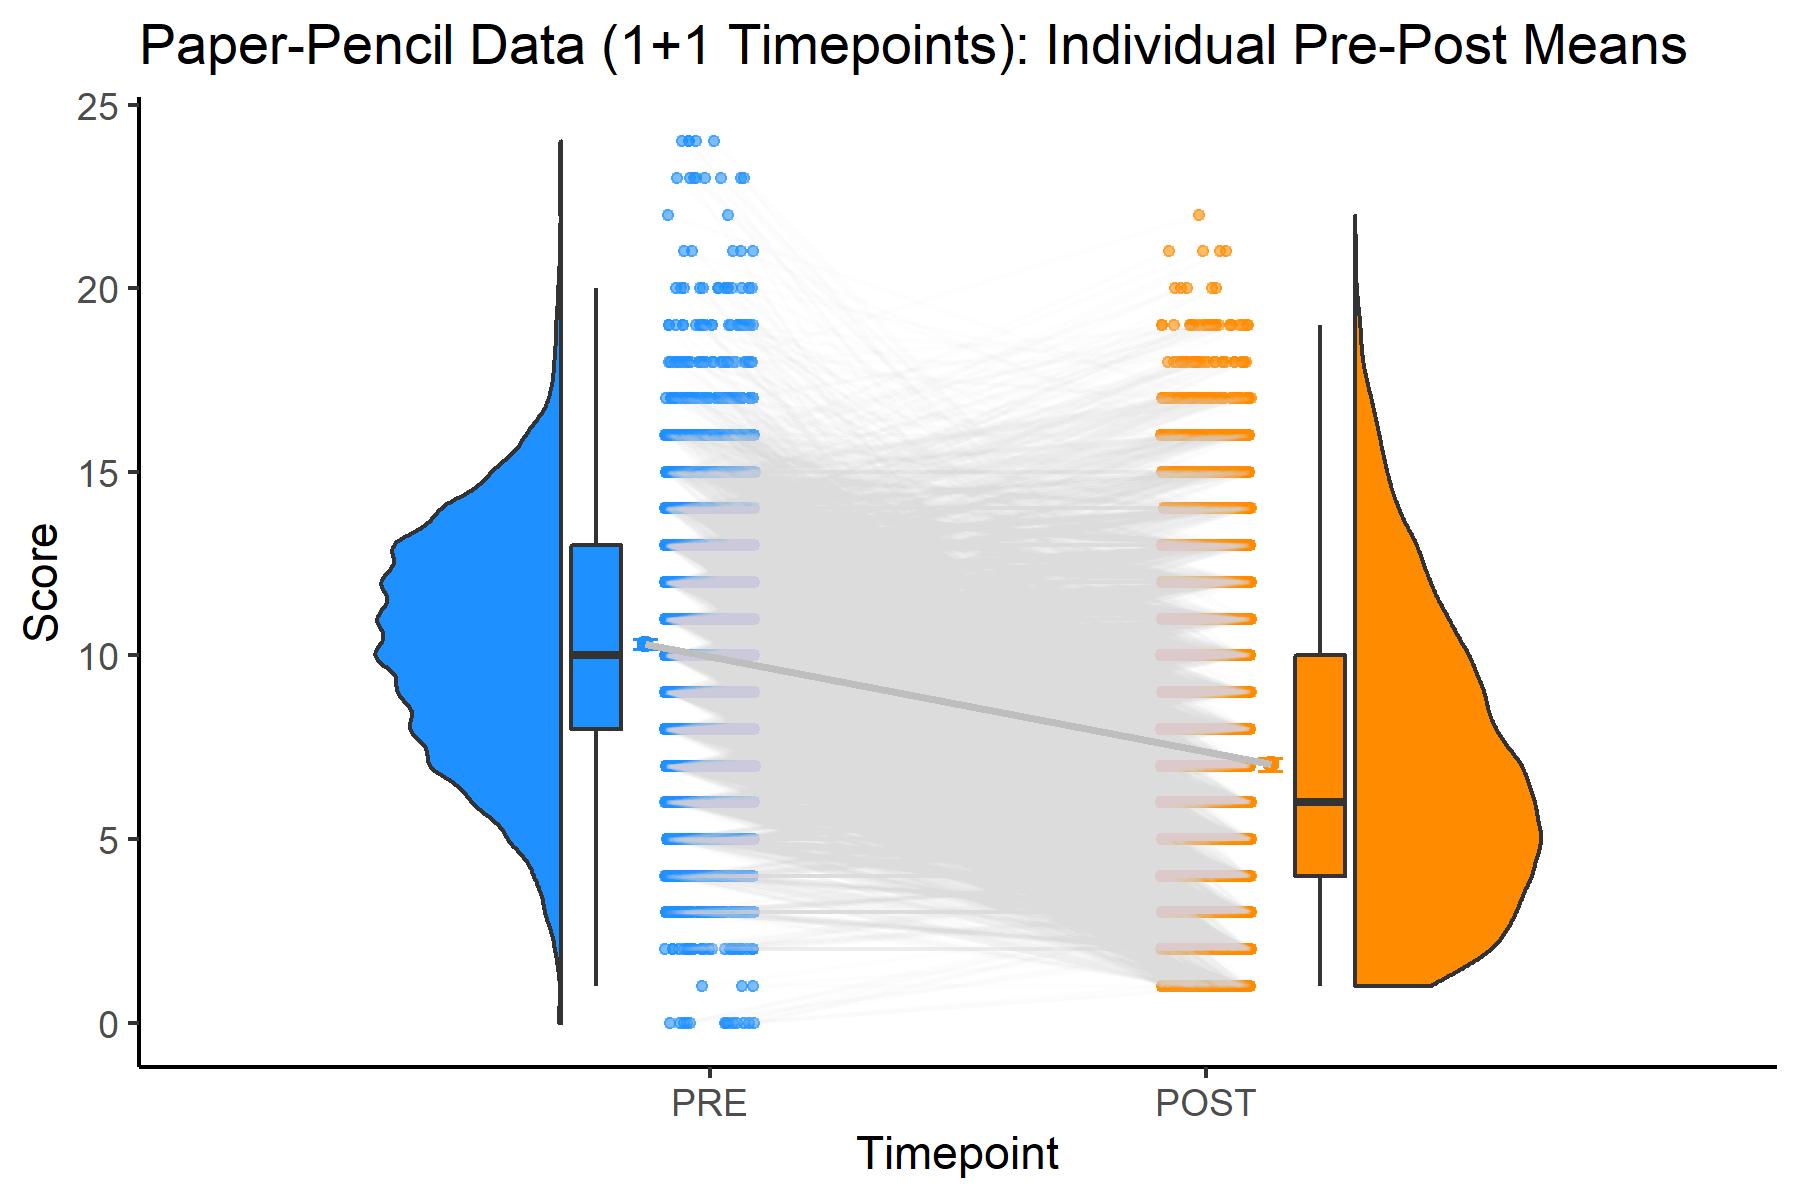 Paper-Pencil Data (1+1 Timepoints): Individual Pre-Post Means
25
20
15
10
5
0
Score
PRE
POST
Timepoint